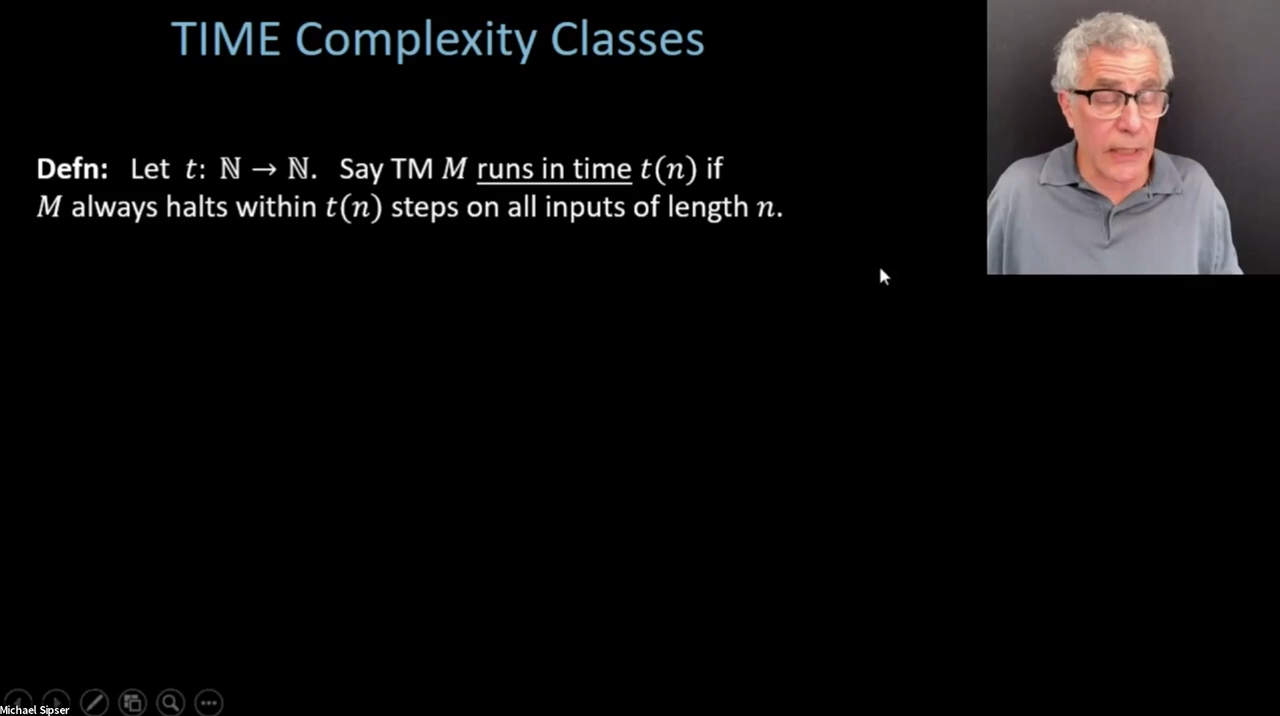 TIME Complexity Classes
Defn: Let t: ℕ → ℕ. Say TM M runs in time t(n) if
M always halts within t(n) steps on all inputs of length n.
Michael Sipser